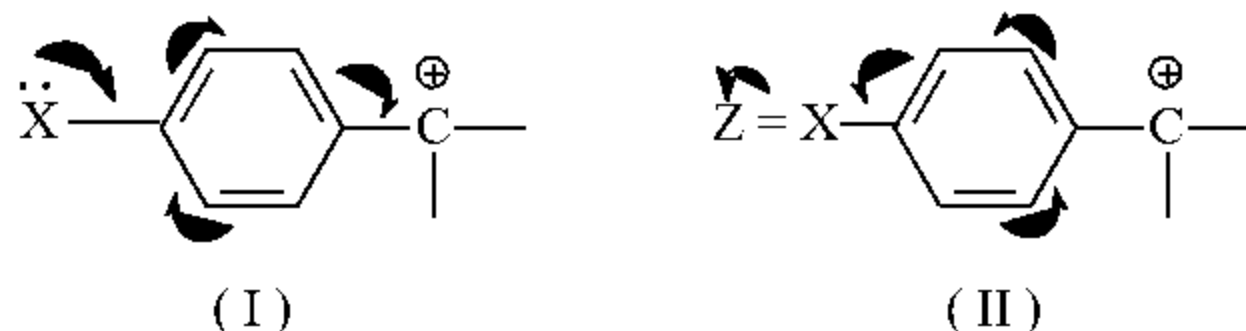 Ẍ C ⊕ Z = X C ⊕
( I ) ( II )